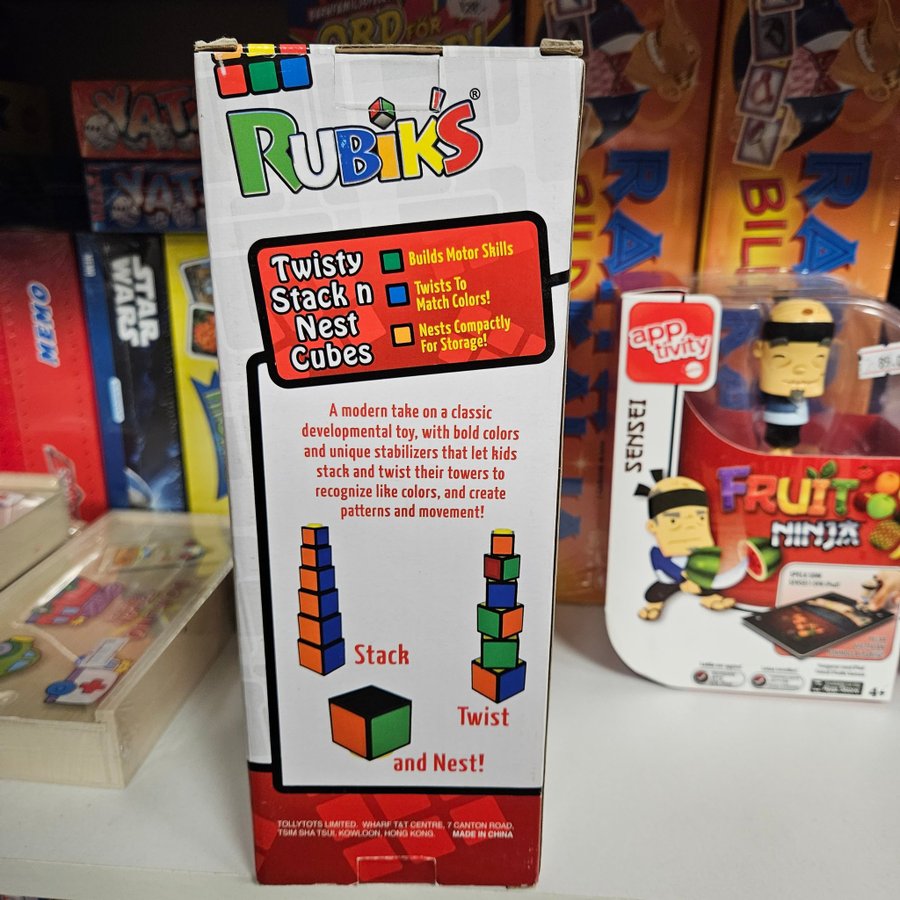 RUBIK'S®
Twisty
Stack n
Nest
Cubes
Builds Motor Skills
Twists To
Match Colors!
Nests Compactly
For Storage!
A modern take on a classic
developmental toy, with bold colors
and unique stabilizers that let kids
stack and twist their towers to
recognize like colors, and create
patterns and movement!
Stack
Twist
and Nest!
TOLLYTOTS LIMITED. WHARF T&T CENTRE, 7 CANTON ROAD,
TSIM SHA TSUI, KOWLOON, HONG KONG. MADE IN CHINA
MEMO
STAR
WARS
app
tivity
SENSEI
FRUIT
NINJA
4+